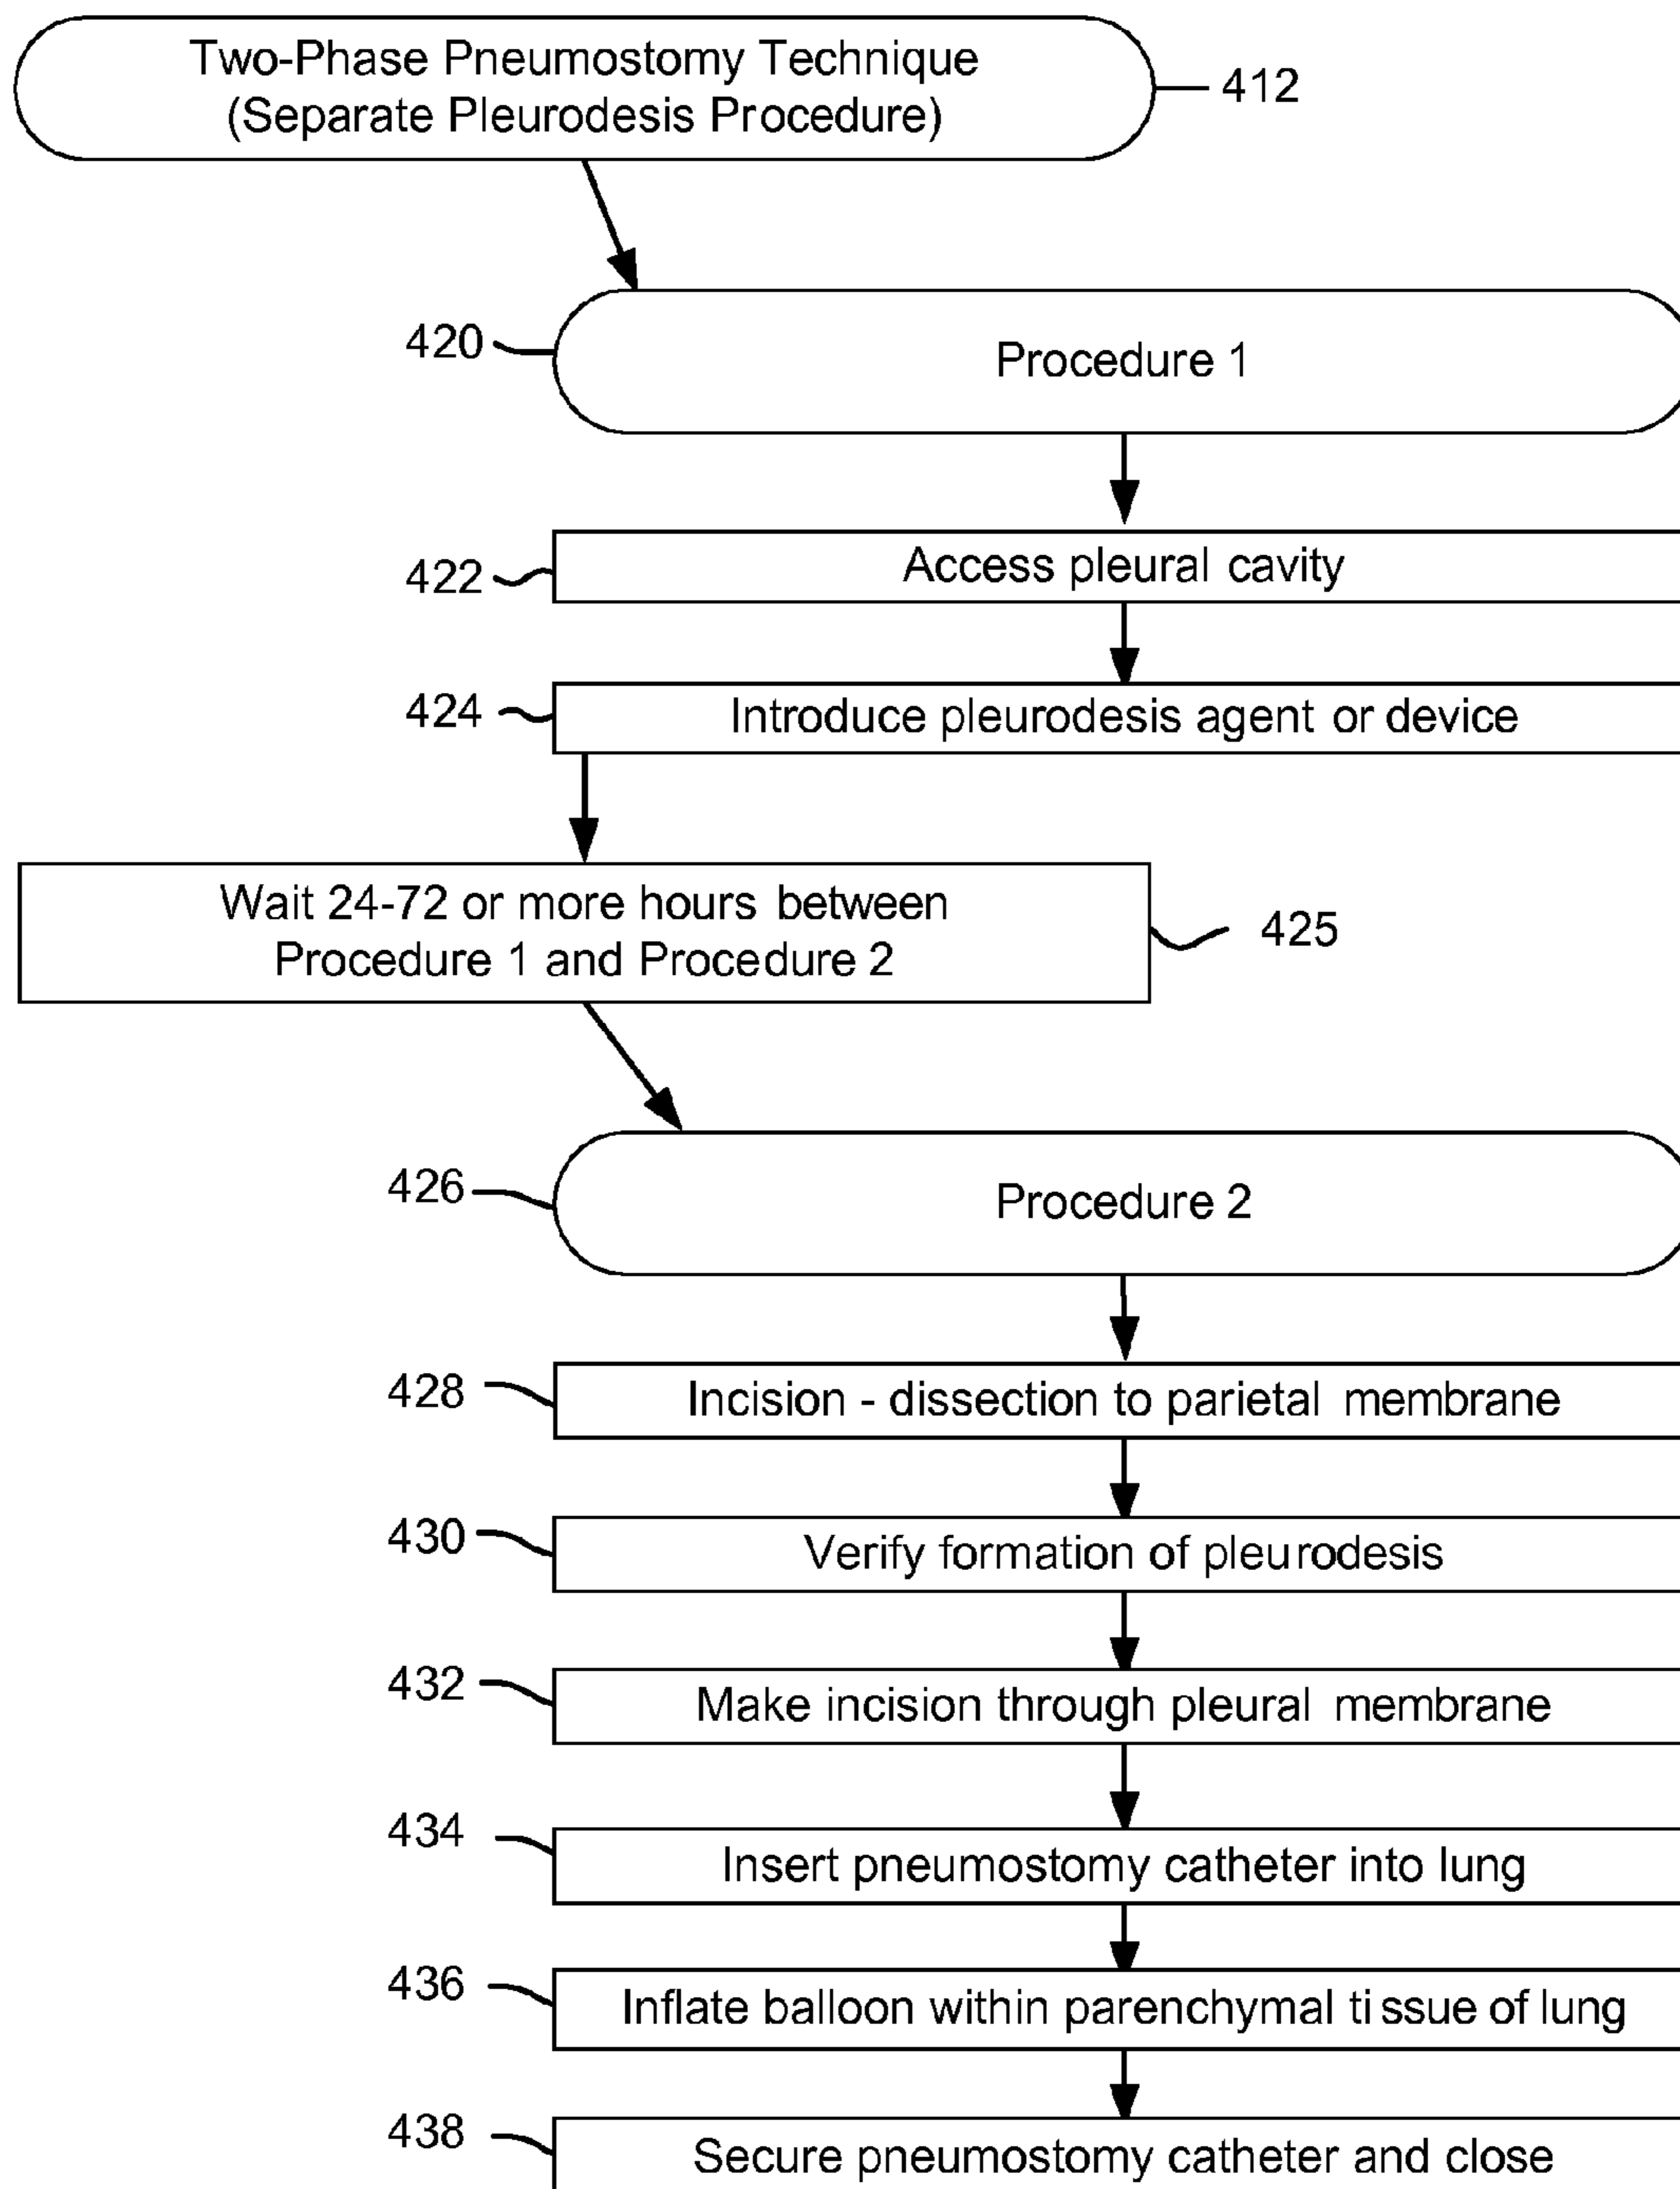 Two-Phase Pneumostomy Technique
(Separate Pleurodesis Procedure)
412
420
Procedure 1
422
Access pleural cavity
424
Introduce pleurodesis agent or device
Wait 24-72 or more hours between
Procedure 1 and Procedure 2
425
426
Procedure 2
428
Incision - dissection to parietal membrane
430
Verify formation of pleurodesis
432
Make incision through pleural membrane
434
Insert pneumostomy catheter into lung
436
Inflate balloon within parenchymal tissue of lung
438
Secure pneumostomy catheter and close